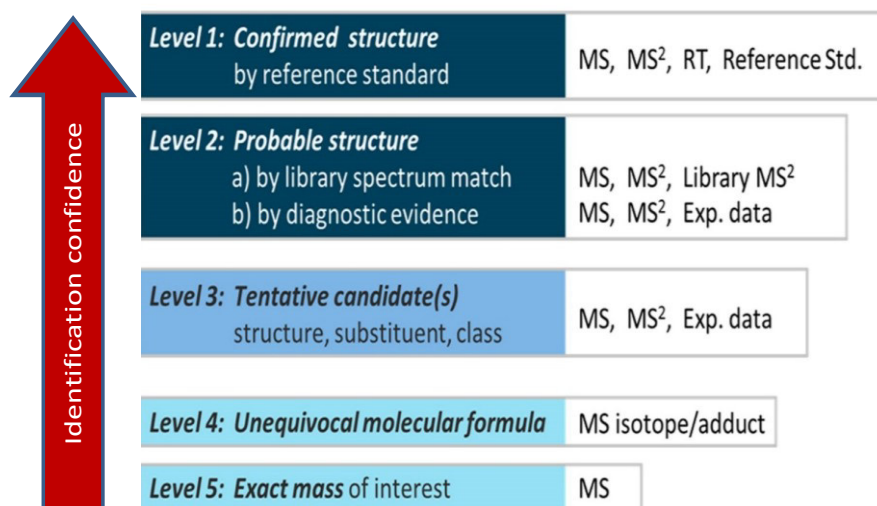 Identification confidence
Level 1: Confirmed structure
by reference standard
MS, MS², RT, Reference Std.
Level 2: Probable structure
a) by library spectrum match
MS, MS², Library MS²
b) by diagnostic evidence
MS, MS², Exp. data
Level 3: Tentative candidate(s)
structure, substituent, class
MS, MS², Exp. data
Level 4: Unequivocal molecular formula
MS isotope/adduct
Level 5: Exact mass of interest
MS